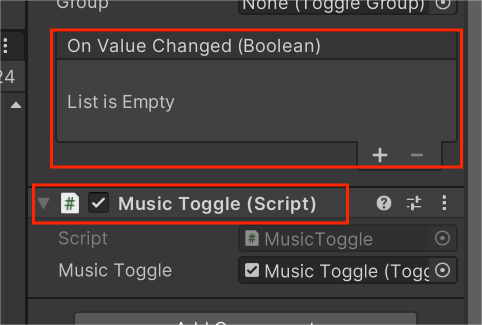 Group None (Toggle Group)
On Value Changed (Boolean)
24
List is Empty
Music Toggle (Script)
Script MusicToggle
Music Toggle Music Toggle (Togg